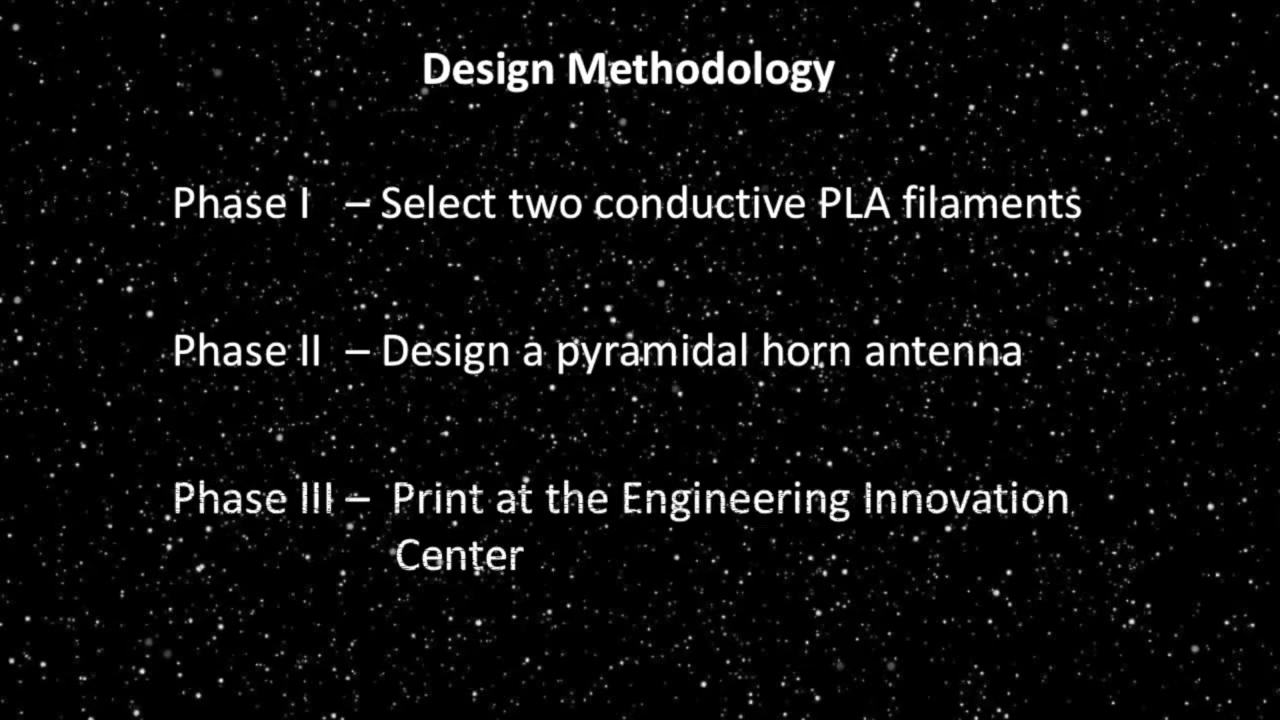 Design Methodology
Phase I – Select two conductive PLA filaments
Phase II – Design a pyramidal horn antenna
Phase III – Print at the Engineering Innovation
Center